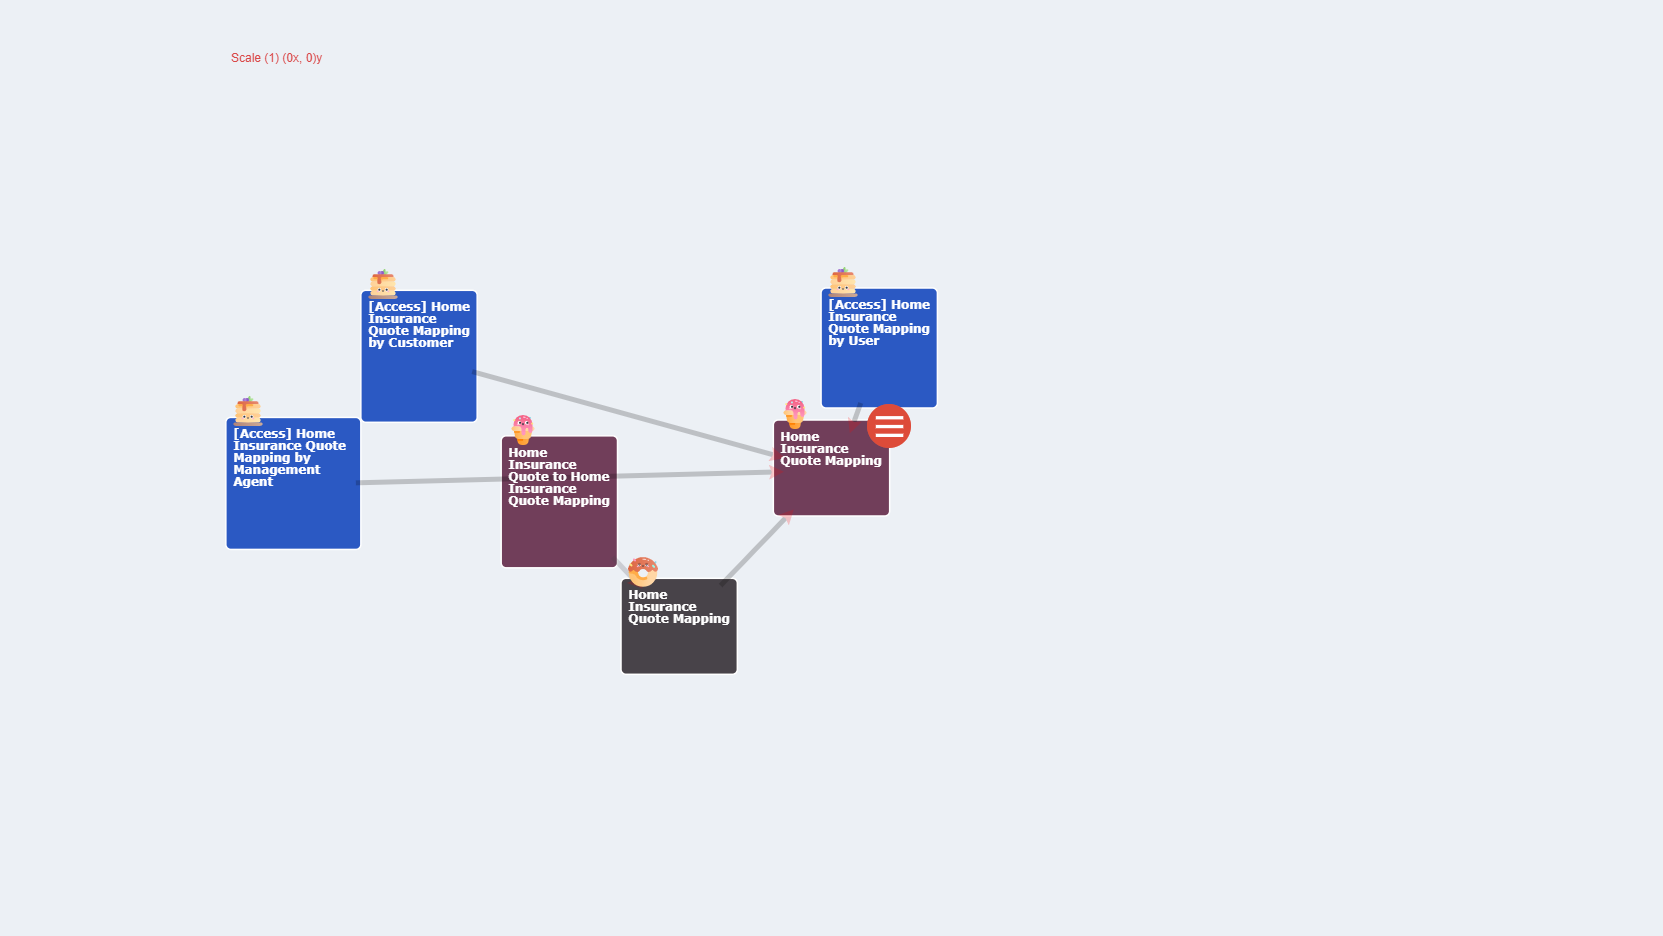 Scale (1) (0x, 0)y
[Access] Home
Insurance
Quote Mapping
by Customer
[Access] Home
Insurance
Quote Mapping
by User
[Access] Home
Insurance Quote
Mapping by
Management
Agent
Home
Insurance
Quote to Home
Insurance
Quote Mapping
Home
Insurance
Quote Mapping
Home
Insurance
Quote Mapping